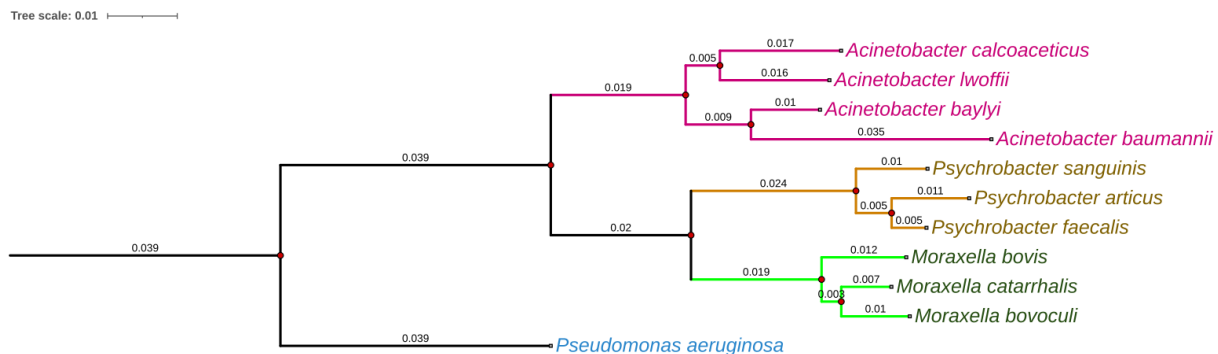 Tree scale: 0.01
0.017
Acinetobacter calcoaceticus
0.005
0.016
Acinetobacter lwoffii
0.019
0.01
Acinetobacter baylyi
0.009
0.035
Acinetobacter baumannii
0.039
0.01
Psychrobacter sanguinis
0.024
0.011
Psychrobacter articus
0.005
0.005
Psychrobacter faecalis
0.02
0.012
Moraxella bovis
0.039
0.019
0.007
Moraxella catarrhalis
0.003
0.01
Moraxella bovoculi
0.039
Pseudomonas aeruginosa